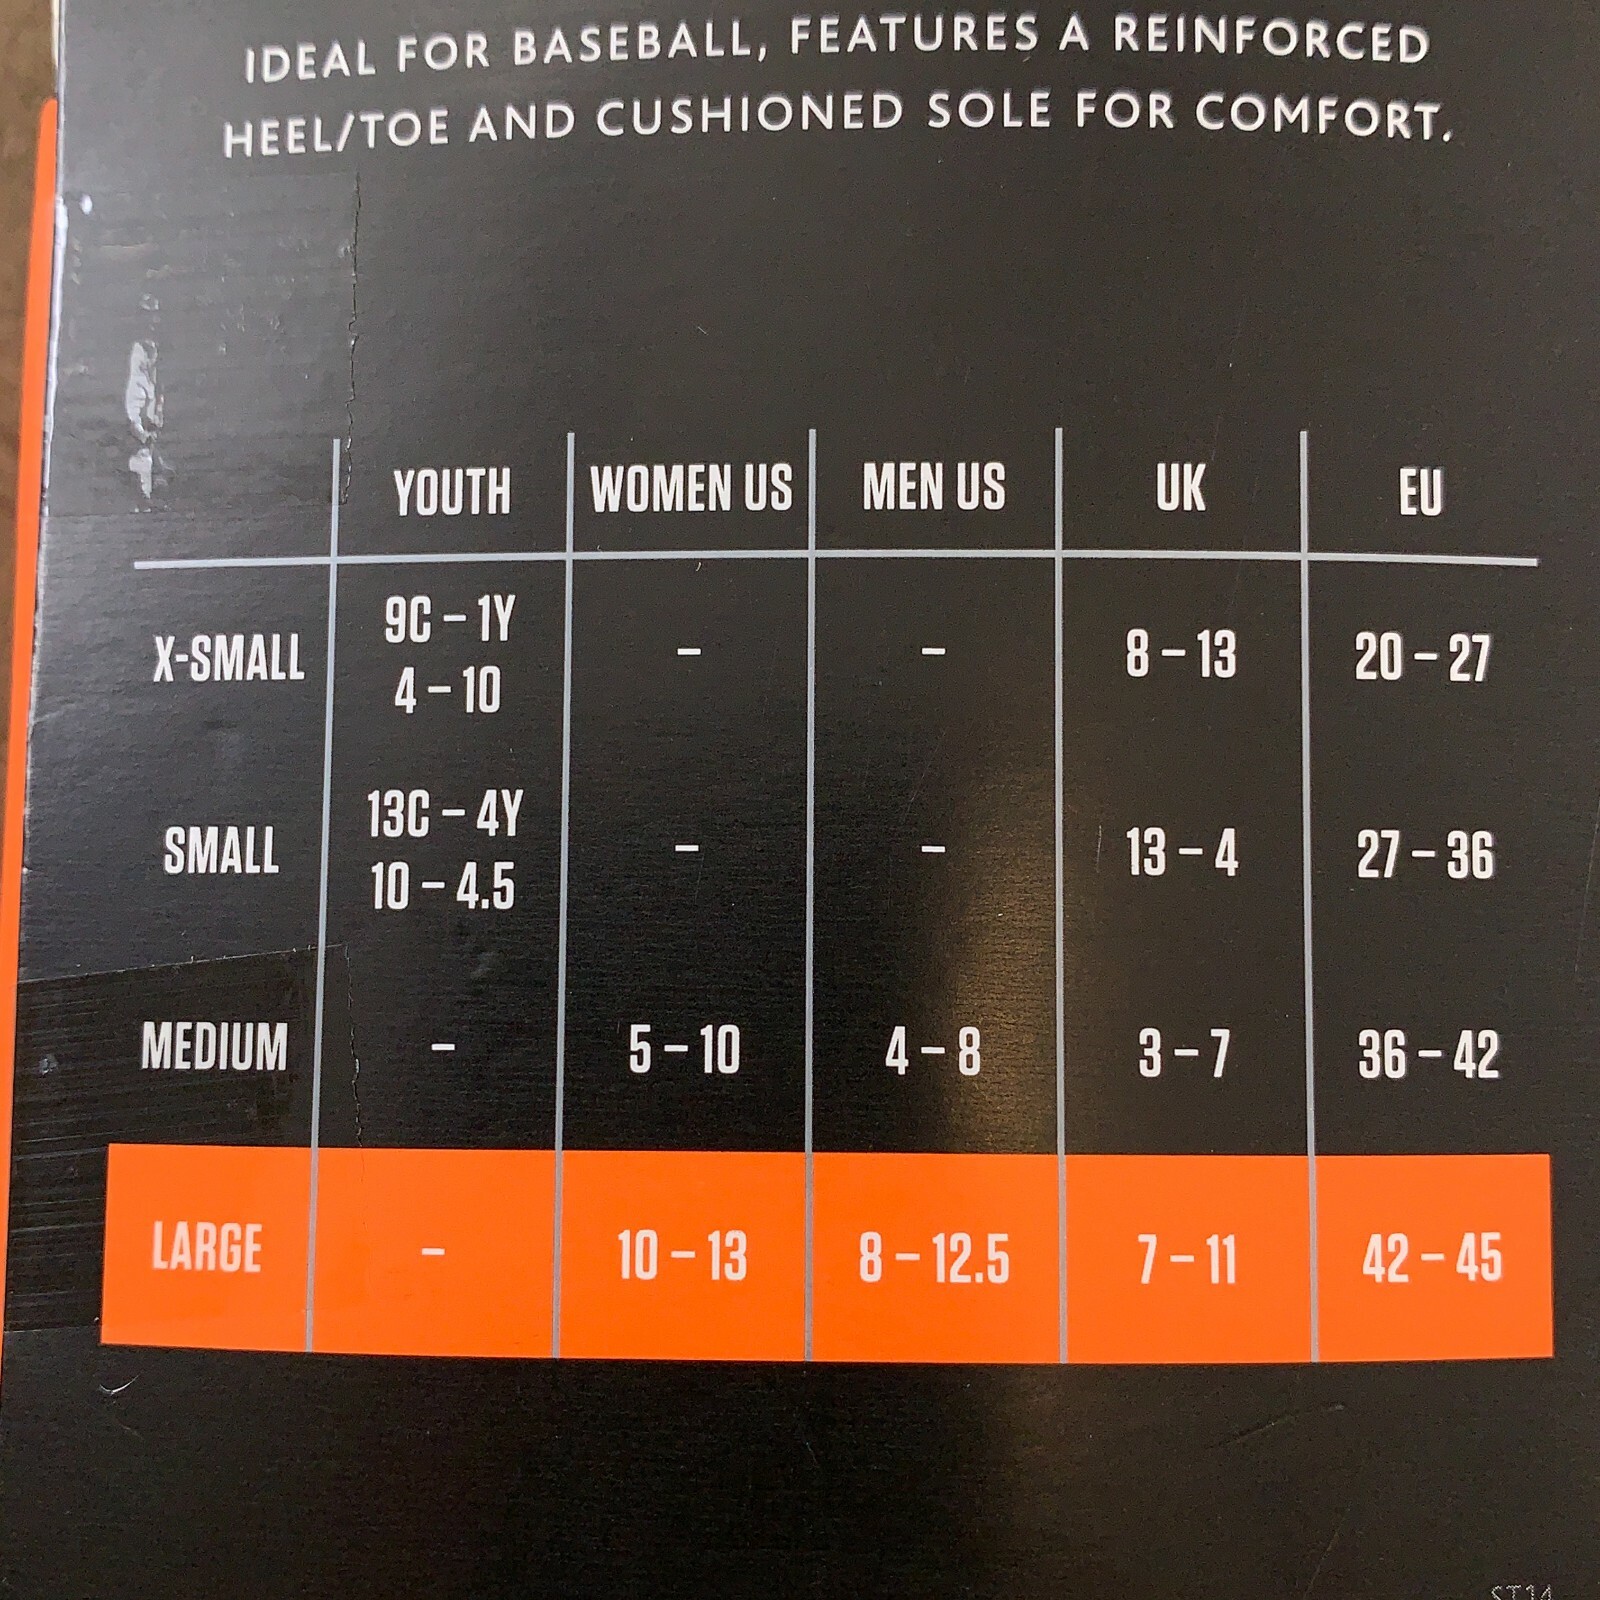 IDEAL FOR BASEBALL, FEATURES A REINFORCED
HEEL/TOE AND CUSHIONED SOLE FOR COMFORT.
YOUTH WOMEN US MEN US UK EU
X-SMALL 9C – 1Y 4 – 10 – – 8 – 13 20 – 27
SMALL 13C – 4Y 10 – 4.5 – – 13 – 4 27 – 36
MEDIUM – 5 – 10 4 – 8 3 – 7 36 – 42
LARGE – 10 – 13 8 – 12.5 7 – 11 42 – 45